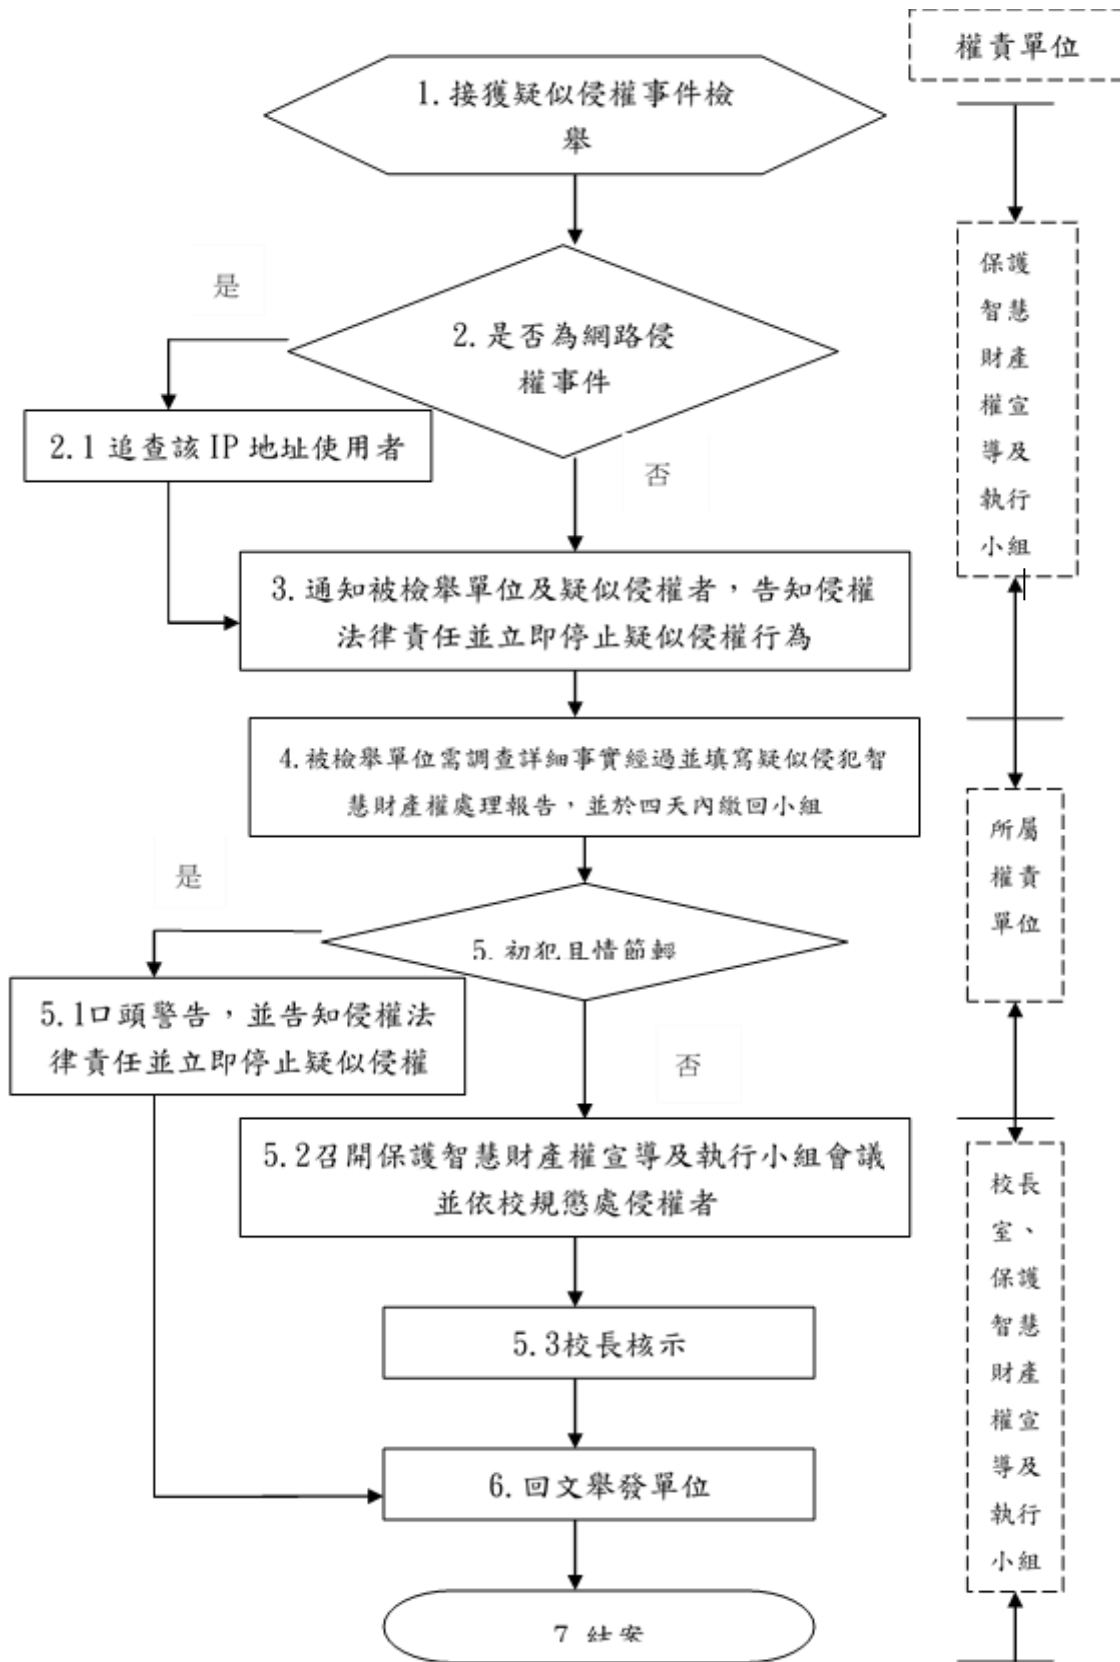 權責單位
1.接獲疑似侵權事件檢
舉
是
2.是否為網路侵
權事件
2.1 追查該 IP 地址使用者
否
3.通知被檢舉單位及疑似侵權者，告知侵權
法律責任並立即停止疑似侵權行為
4.被檢舉單位需調查詳細事實經過並填寫疑似侵犯智
慧財產權處理報告，並於四天內繳回小組
是
5.初犯且情節輕
5.1口頭警告，並告知侵權法
律責任並立即停止疑似侵權
否
5.2召開保護智慧財產權宣導及執行小組會議
並依校規懲處侵權者
5.3校長核示
6.回文舉發單位
7.結案
保護
智慧
財產
權宣
導及
執行
小組
所屬
權責
單位
校長
室、
保護
智慧
財產
權宣
導及
執行
小組